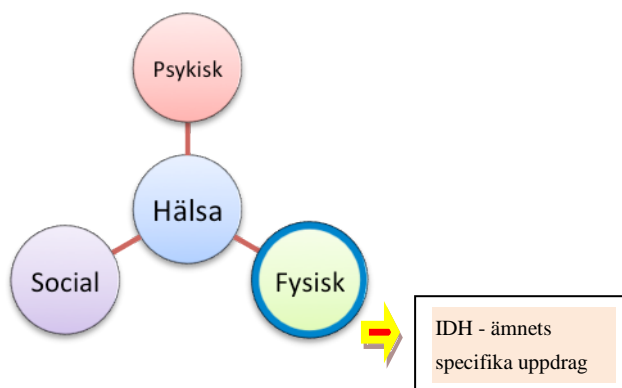 Psykisk
Hälsa
Social
Fysisk
IDH - ämnets
specifika uppdrag